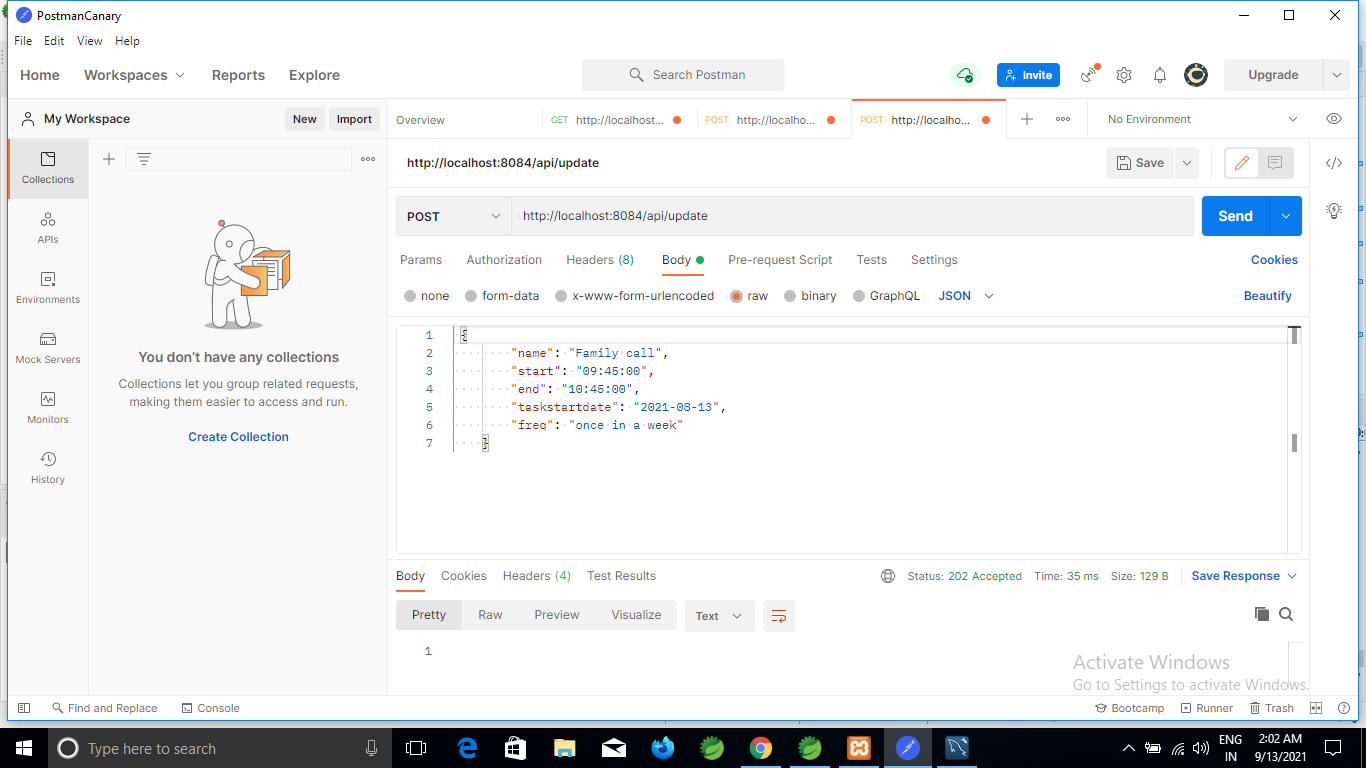 PostmanCanary
File Edit View Help
Home Workspaces Reports Explore Search Postman Invite Upgrade
My Workspace New Import Overview GET http://localhost... POST http://localho... POST http://localho... No Environment
Collections
APIs
Environments
Mock Servers
Monitors
History
You don't have any collections
Collections let you group related requests,
making them easier to access and run.
Create Collection
http://localhost:8084/api/update Save
POST http://localhost:8084/api/update Send
Params Authorization Headers (8) Body Pre-request Script Tests Settings Cookies
none form-data x-www-form-urlencoded raw binary GraphQL JSON Beautify
1 {
2 "name": "Family call",
3 "start": "09:45:00",
4 "end": "10:45:00",
5 "taskstartdate": "2021-08-13",
6 "freq": "once in a week"
7 }
Body Cookies Headers (4) Test Results Status: 202 Accepted Time: 35 ms Size: 129 B Save Response
Pretty Raw Preview Visualize Text
1
Activate Windows
Go to Settings to activate Windows.
Find and Replace Console Bootcamp Runner Trash
Type here to search
ENG
IN
2:02 AM
9/13/2021